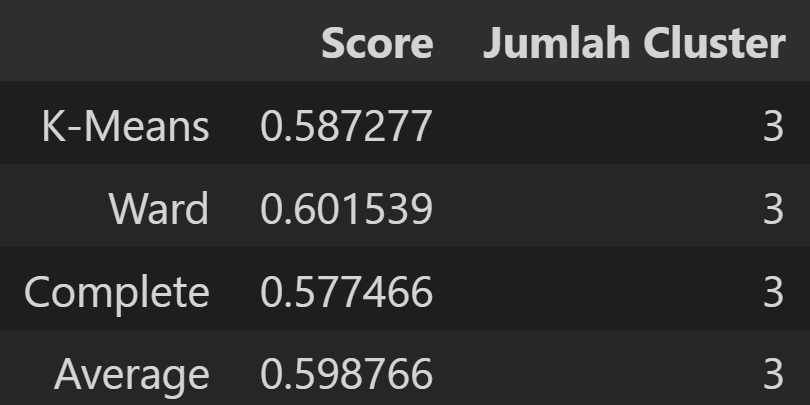 Score Jumlah Cluster
K-Means 0.587277 3
Ward 0.601539 3
Complete 0.577466 3
Average 0.598766 3